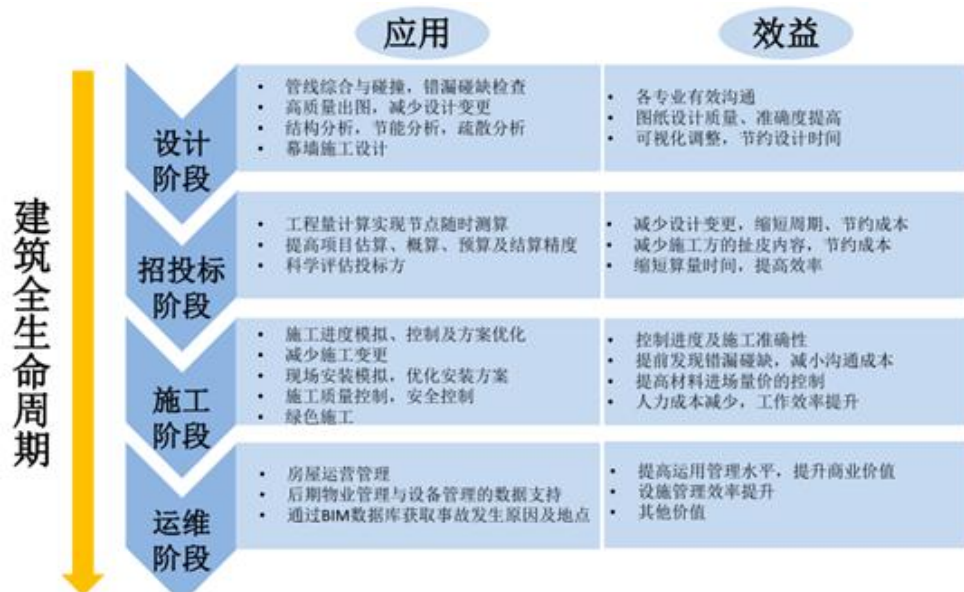 应用
效益
建筑全生命周期
设计
阶段
• 管线综合与碰撞，错漏碰缺检查
• 高质量出图，减少设计变更
• 结构分析，节能分析，疏散分析
• 幕墙施工设计
• 各专业有效沟通
• 图纸设计质量、准确度提高
• 可视化调整，节约设计时间
招投标
阶段
• 工程量计算实现节点随时测算
• 提高项目估算、概算、预算及结算精度
• 科学评估投标方
• 减少设计变更，缩短周期、节约成本
• 减少施工方的扯皮内容，节约成本
• 缩短算量时间，提高效率
施工
阶段
• 施工进度模拟、控制及方案优化
• 减少施工变更
• 现场安装模拟，优化安装方案
• 施工质量控制，安全控制
• 绿色施工
• 控制进度及施工准确性
• 提前发现错漏碰缺，减小沟通成本
• 提高材料进场量价的控制
• 人力成本减少，工作效率提升
运维
阶段
• 房屋运营管理
• 后期物业管理与设备管理的数据支持
• 通过BIM数据库获取事故发生原因及地点
• 提高运用管理水平，提升商业价值
• 设施管理效率提升
• 其他价值